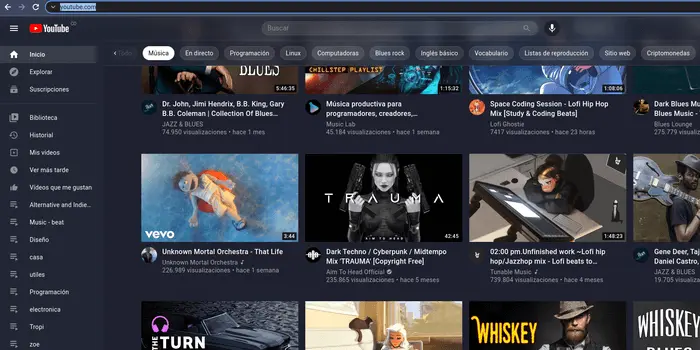 youtube.com
YouTube
Buscar
Todos
Música
En directo
Programación
Linux
Computadoras
Blues rock
Inglés básico
Vocabulario
Listas de reproducción
Sitio web
Criptomonedas
Inicio
Explorar
Suscripciones
Biblioteca
Historial
Mis videos
Ver más tarde
Videos que me gustan
Alternative and Indie...
Music - beat
Diseño
casa
utiles
Programación
electronica
Tropi
zoe
BLUES
5:46:35
Dr. John, Jimi Hendrix, B.B. King, Gary
B.B. Coleman | Collection Of Blues...
JAZZ & BLUES
74.950 visualizaciones • hace 1 mes
CHILLSTEP PLAYLIST
1:15:32
Música productiva para
programadores, creadores,...
Music Lab
45.184 visualizaciones • hace 1 semana
1:08:06
Space Coding Session - Lofi Hip Hop
Mix [Study & Coding Beats]
Lofi Ghostie
7417 visualizaciones • hace 23 horas
Dark Blues M
Blues Music -
Blues Lounge
275.779 visualiz
vevo
3:44
Unknown Mortal Orchestra - That Life
Unknown Mortal Orchestra
226.989 visualizaciones • hace 1 semana
TRAUMA
AIM TO HEAD
42:45
Dark Techno / Cyberpunk / Midtempo
Mix 'TRAUMA' [Copyright Free]
Aim To Head Official
235.865 visualizaciones • hace 5 meses
1:48:23
02:00 pm.Unfinished work ~Lofi hip
hop/Jazzhop mix - Lofi beats to...
Tunable Music
739.804 visualizaciones • hace 4 meses
Gene Deer, Taj
Daniel Castro,
JAZZ & BLUES
19.705 visualiz
THE TURN
WHISKEY
WHISKEY